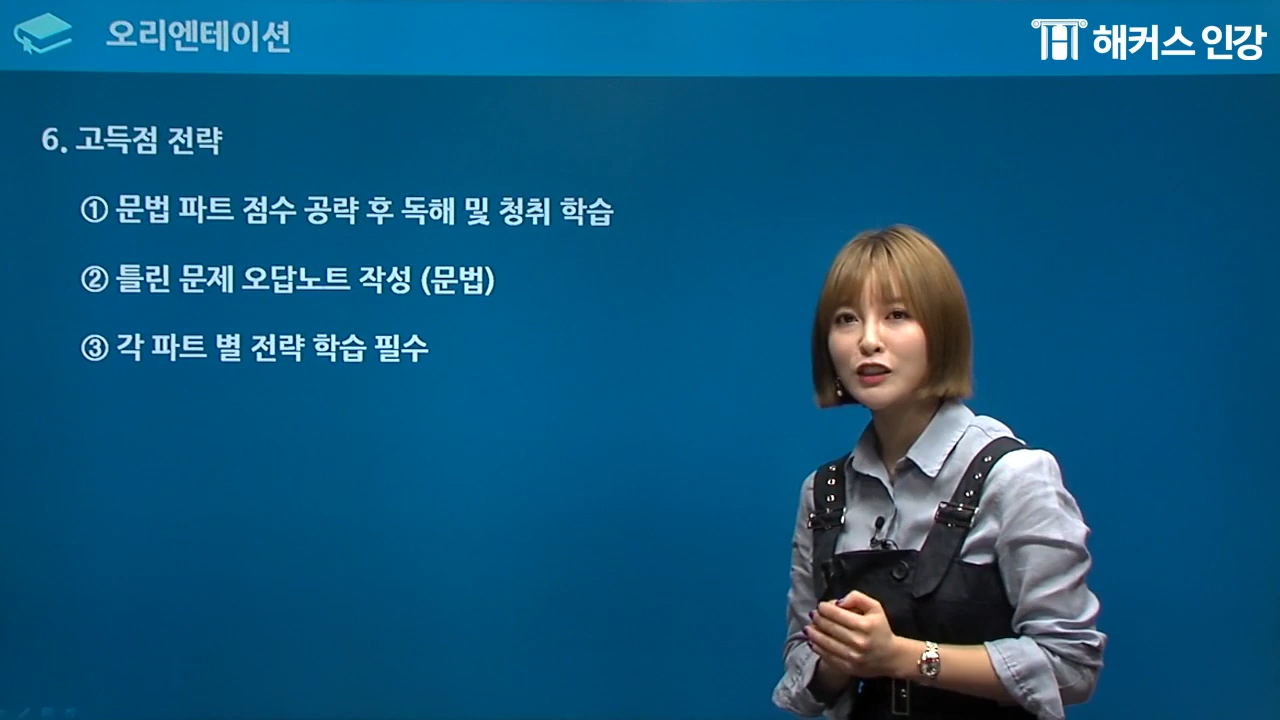 오리엔테이션
해커스 인강
6. 고득점 전략
① 문법 파트 점수 공략 후 독해 및 청취 학습
② 틀린 문제 오답노트 작성 (문법)
③ 각 파트 별 전략 학습 필수